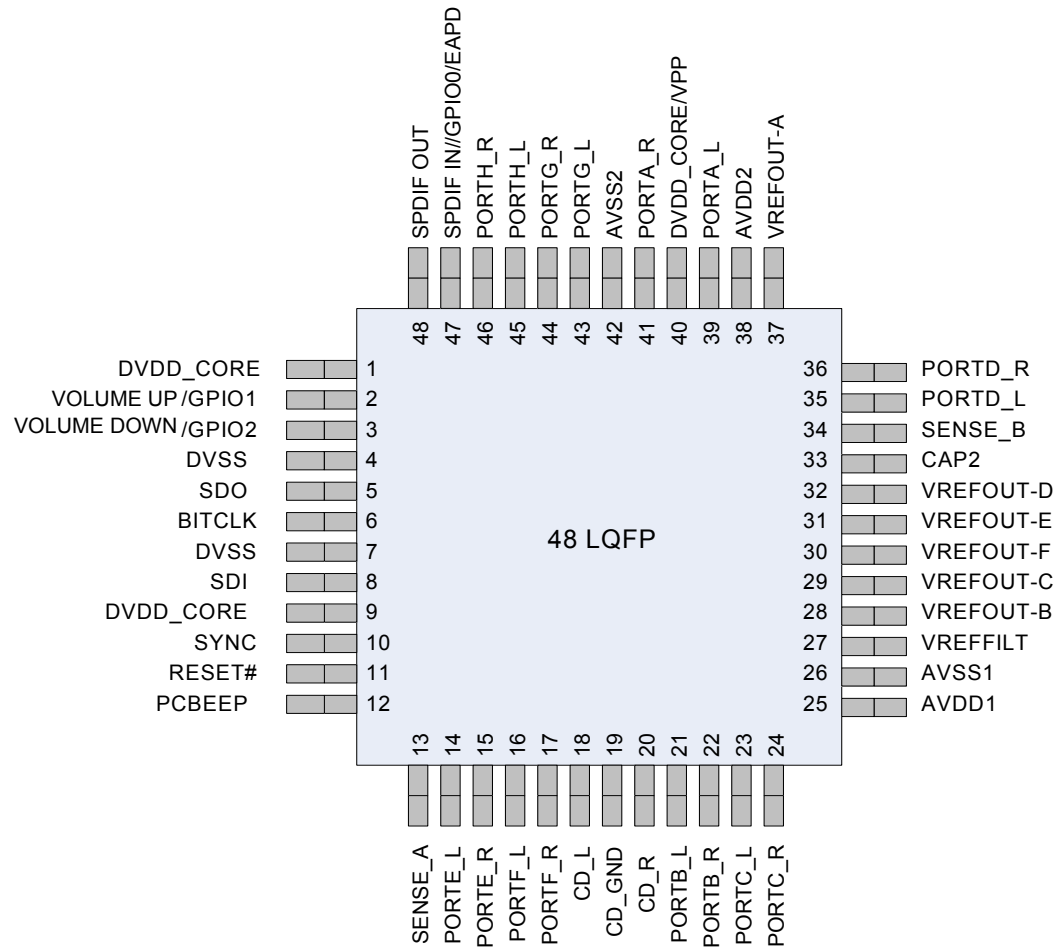 SPDIF OUT
SPDIF IN//GPIO0/EAPD
PORTH_R
PORTH_L
PORTG_R
PORTG_L
AVSS2
PORTA_R
DVDD_CORE/VPP
PORTA_L
AVDD2
VREFOUT-A
48
47
46
45
44
43
42
41
40
39
38
37
DVDD_CORE 1
VOLUME UP/GPIO1 2
VOLUME DOWN/GPIO2 3
DVSS 4
SDO 5
BITCLK 6
DVSS 7
SDI 8
DVDD_CORE 9
SYNC 10
RESET# 11
PCBEEP 12
48 LQFP
36 PORTD_R
35 PORTD_L
34 SENSE_B
33 CAP2
32 VREFOUT-D
31 VREFOUT-E
30 VREFOUT-F
29 VREFOUT-C
28 VREFOUT-B
27 VREFFILT
26 AVSS1
25 AVDD1
13
14
15
16
17
18
19
20
21
22
23
24
SENSE_A
PORTE_L
PORTE_R
PORTF_L
PORTF_R
CD_L
CD_GND
CD_R
PORTB_L
PORTB_R
PORTC_L
PORTC_R